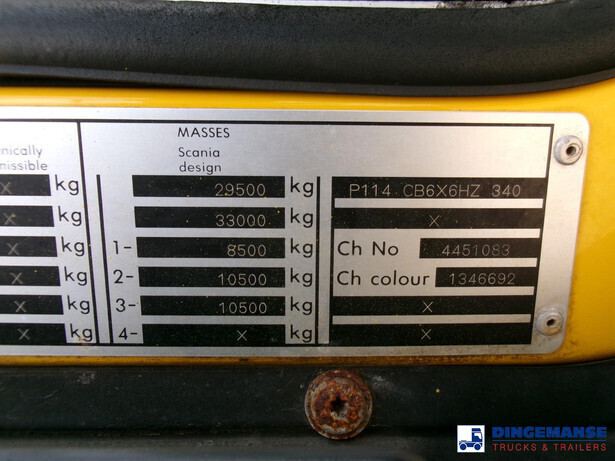 MASSES
nically
missible
Scania
design
X kg 29500 kg P114 CB6X6HZ 340
X kg 33000 kg X
X kg 1- 8500 kg Ch No 4451083
X kg 2- 10500 kg Ch colour 1346692
X kg 3- 10500 kg X
X kg 4- X kg X
DINGEMANSE
TRUCKS & TRAILERS